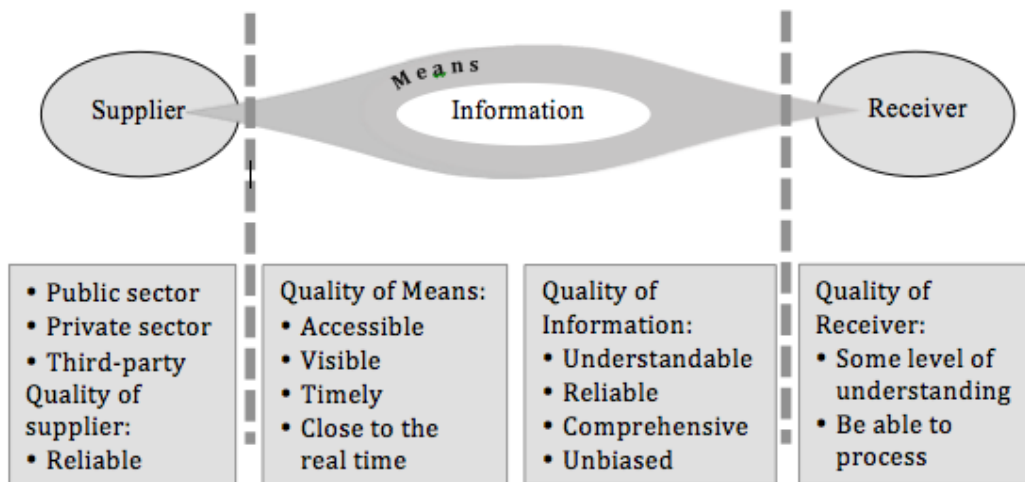 Means
Supplier
Information
Receiver
• Public sector
• Private sector
• Third-party
Quality of
supplier:
• Reliable
Quality of Means:
• Accessible
• Visible
• Timely
• Close to the
real time
Quality of
Information:
• Understandable
• Reliable
• Comprehensive
• Unbiased
Quality of
Receiver:
• Some level of
understanding
• Be able to
process